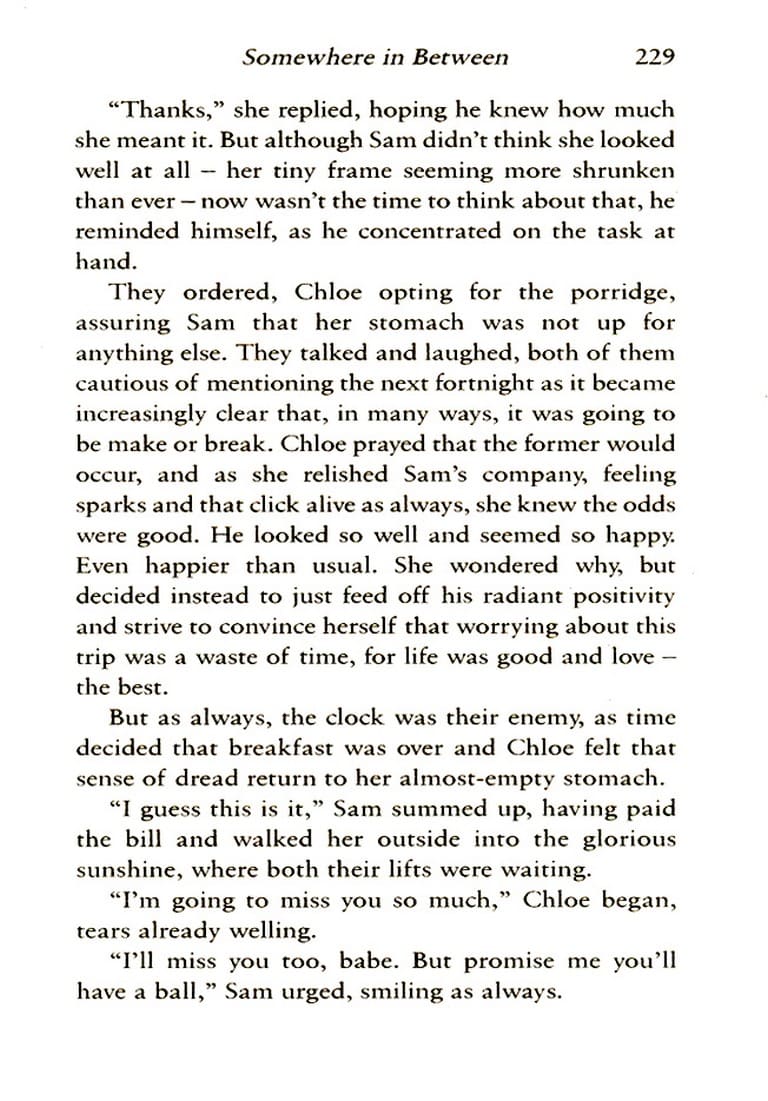 Somewhere in Between 229
“Thanks,” she replied, hoping he knew how much
she meant it. But although Sam didn’t think she looked
well at all – her tiny frame seeming more shrunken
than ever – now wasn’t the time to think about that, he
reminded himself, as he concentrated on the task at
hand.
They ordered, Chloe opting for the porridge,
assuring Sam that her stomach was not up for
anything else. They talked and laughed, both of them
cautious of mentioning the next fortnight as it became
increasingly clear that, in many ways, it was going to
be make or break. Chloe prayed that the former would
occur, and as she relished Sam’s company, feeling
sparks and that click alive as always, she knew the odds
were good. He looked so well and seemed so happy.
Even happier than usual. She wondered why, but
decided instead to just feed off his radiant positivity
and strive to convince herself that worrying about this
trip was a waste of time, for life was good and love –
the best.
But as always, the clock was their enemy, as time
decided that breakfast was over and Chloe felt that
sense of dread return to her almost-empty stomach.
“I guess this is it,” Sam summed up, having paid
the bill and walked her outside into the glorious
sunshine, where both their lifts were waiting.
“I’m going to miss you so much,” Chloe began,
tears already welling.
“I’ll miss you too, babe. But promise me you’ll
have a ball,” Sam urged, smiling as always.